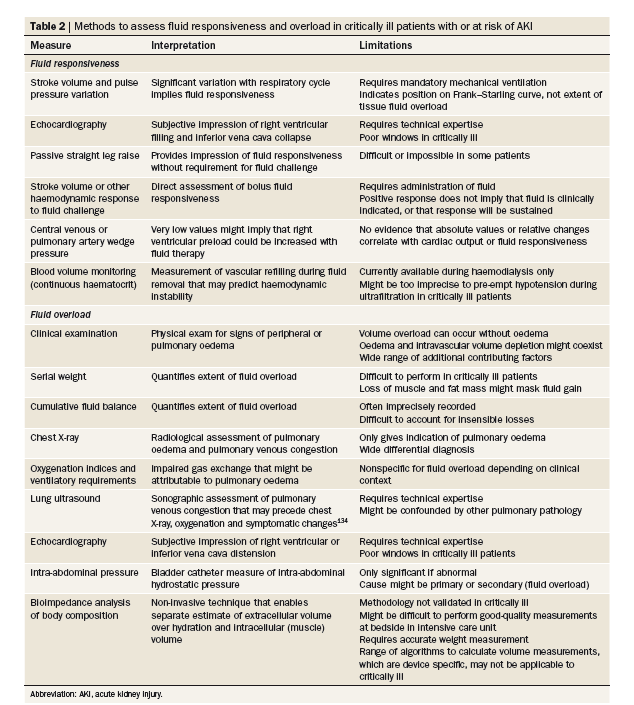 Table 2 | Methods to assess fluid responsiveness and overload in critically ill patients with or at risk of AKI
Measure Interpretation Limitations
Fluid responsiveness
Stroke volume and pulse Significant variation with respiratory cycle Requires mandatory mechanical ventilation
pressure variation implies fluid responsiveness Indicates position on Frank–Starling curve, not extent of
tissue fluid overload
Echocardiography Subjective impression of right ventricular Requires technical expertise
filling and inferior vena cava collapse Poor windows in critically ill
Passive straight leg raise Provides impression of fluid responsiveness Difficult or impossible in some patients
without requirement for fluid challenge
Stroke volume or other Direct assessment of bolus fluid Requires administration of fluid
haemodynamic response responsiveness Positive response does not imply that fluid is clinically
to fluid challenge indicated, or that response will be sustained
Central venous or Very low values might imply that right No evidence that absolute values or relative changes
pulmonary artery wedge ventricular preload could be increased with correlate with cardiac output or fluid responsiveness
pressure fluid therapy
Blood volume monitoring Measurement of vascular refilling during fluid Currently available during haemodialysis only
(continuous haematocrit) removal that may predict haemodynamic Might be too imprecise to pre-empt hypotension during
instability ultrafiltration in critically ill patients
Fluid overload
Clinical examination Physical exam for signs of peripheral or Volume overload can occur without oedema
pulmonary oedema Oedema and intravascular volume depletion might coexist
Wide range of additional contributing factors
Serial weight Quantifies extent of fluid overload Difficult to perform in critically ill patients
Loss of muscle and fat mass might mask fluid gain
Cumulative fluid balance Quantifies extent of fluid overload Often imprecisely recorded
Difficult to account for insensible losses
Chest X-ray Radiological assessment of pulmonary Only gives indication of pulmonary oedema
oedema and pulmonary venous congestion Wide differential diagnosis
Oxygenation indices and Impaired gas exchange that might be Nonspecific for fluid overload depending on clinical
ventilatory requirements attributable to pulmonary oedema context
Lung ultrasound Sonographic assessment of pulmonary Requires technical expertise
venous congestion that may precede chest Might be confounded by other pulmonary pathology
X-ray, oxygenation and symptomatic changes134
Echocardiography Subjective impression of right ventricular or Requires technical expertise
inferior vena cava distension Poor windows in critically ill patients
Intra-abdominal pressure Bladder catheter measure of intra-abdominal Only significant if abnormal
hydrostatic pressure Cause might be primary or secondary (fluid overload)
Bioimpedance analysis Non-invasive technique that enables Methodology not validated in critically ill
of body composition separate estimate of extracellular volume Might be difficult to perform good-quality measurements
over hydration and intracellular (muscle) at bedside in intensive care unit
volume Requires accurate weight measurement
Range of algorithms to calculate volume measurements,
which are device specific, may not be applicable to
critically ill
Abbreviation: AKI, acute kidney injury.